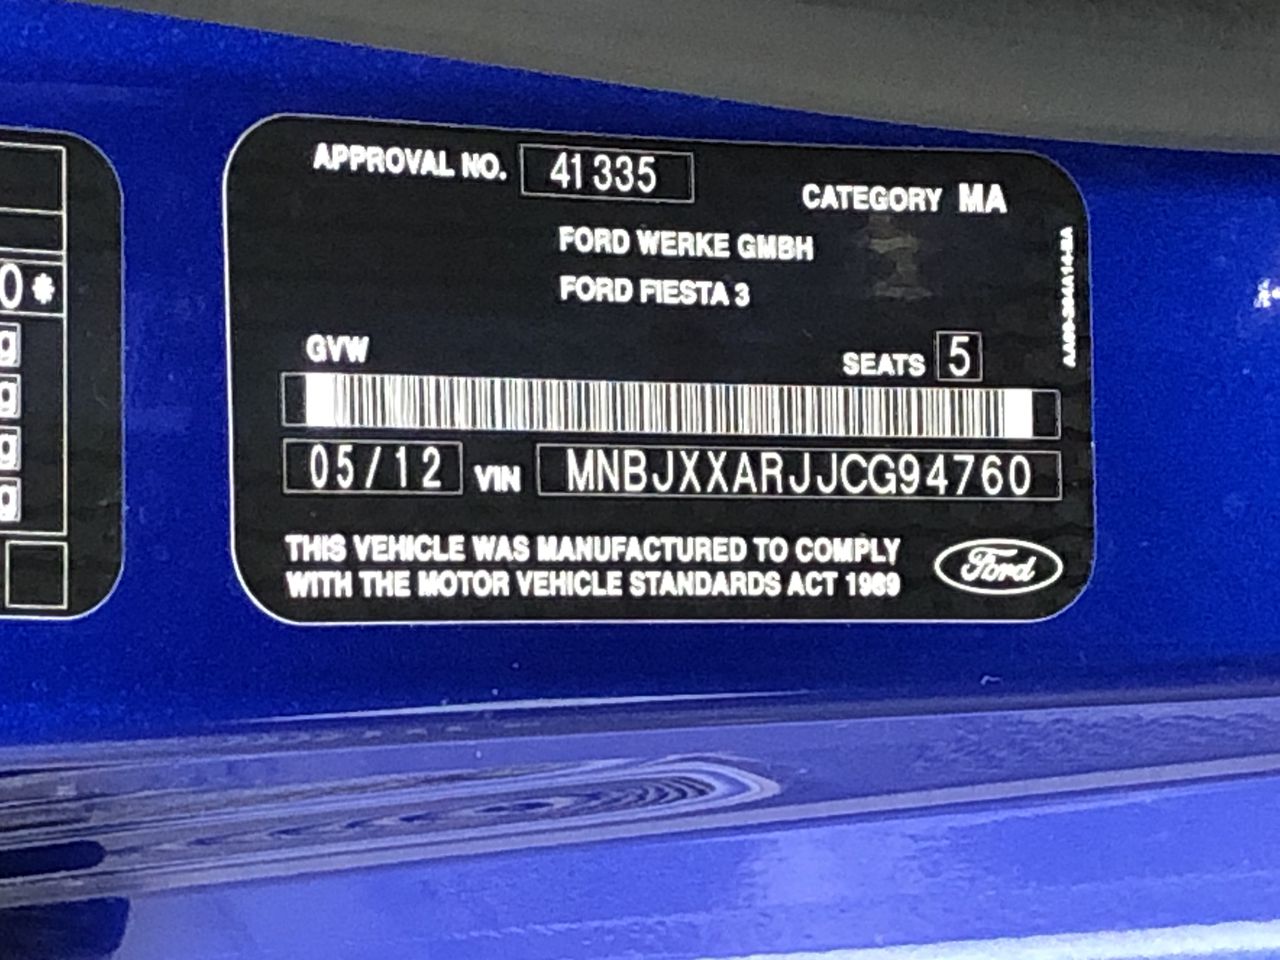 APPROVAL NO. 41335
CATEGORY MA
FORD WERKE GMBH
FORD FIESTA 3
GVW
SEATS 5
05/12 VIN MNBJXXARJJCG94760
THIS VEHICLE WAS MANUFACTURED TO COMPLY
WITH THE MOTOR VEHICLE STANDARDS ACT 1989
Ford
0*
g
g
g
g